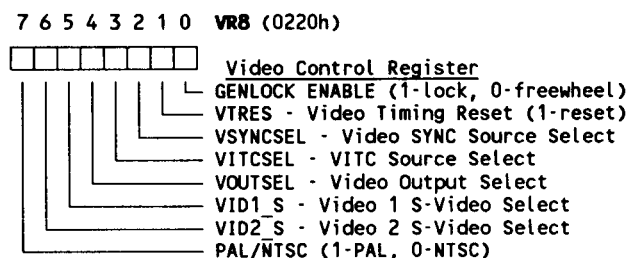 7 6 5 4 3 2 1 0 VR8 (0220h)
Video Control Register
GENLOCK ENABLE (1-lock, 0-freewheel)
VTRES - Video Timing Reset (1-reset)
VSYNCSEL - Video SYNC Source Select
VITCSEL - VITC Source Select
VOUTSEL - Video Output Select
VID1_S - Video 1 S-Video Select
VID2_S - Video 2 S-Video Select
PAL/N̅TSC (1-PAL, 0-NTSC)